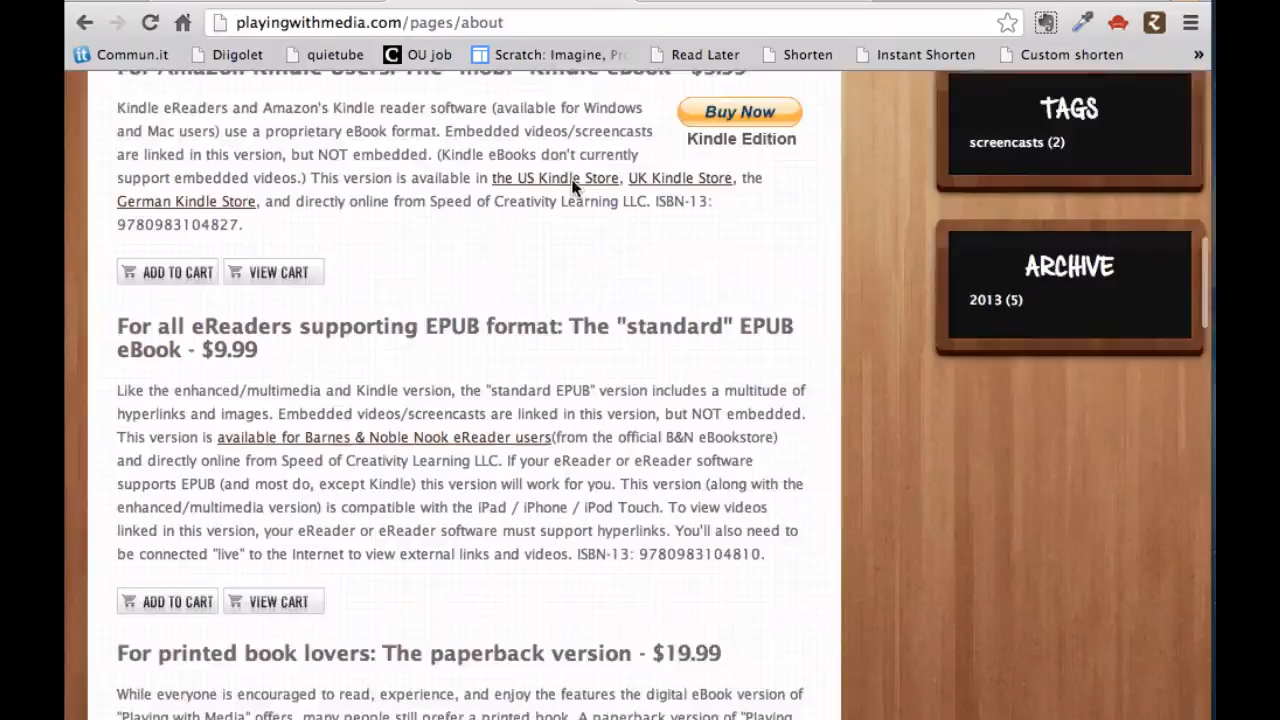 playingwithmedia.com/pages/about
Commun.it Diigolet quietube OU job Scratch: Imagine, Pr Read Later Shorten Instant Shorten Custom shorten »
For Amazon Kindle Users: The "mobi" Kindle eBook - $9.99
Kindle eReaders and Amazon's Kindle reader software (available for Windows
and Mac users) use a proprietary eBook format. Embedded videos/screencasts
are linked in this version, but NOT embedded. (Kindle eBooks don't currently
support embedded videos.) This version is available in the US Kindle Store, UK Kindle Store, the
German Kindle Store, and directly online from Speed of Creativity Learning LLC. ISBN-13:
9780983104827.
Buy Now
Kindle Edition
ADD TO CART VIEW CART
For all eReaders supporting EPUB format: The "standard" EPUB
eBook - $9.99
Like the enhanced/multimedia and Kindle version, the "standard EPUB" version includes a multitude of
hyperlinks and images. Embedded videos/screencasts are linked in this version, but NOT embedded.
This version is available for Barnes & Noble Nook eReader users(from the official B&N eBookstore)
and directly online from Speed of Creativity Learning LLC. If your eReader or eReader software
supports EPUB (and most do, except Kindle) this version will work for you. This version (along with the
enhanced/multimedia version) is compatible with the iPad / iPhone / iPod Touch. To view videos
linked in this version, your eReader or eReader software must support hyperlinks. You'll also need to
be connected "live" to the Internet to view external links and videos. ISBN-13: 9780983104810.
ADD TO CART VIEW CART
For printed book lovers: The paperback version - $19.99
While everyone is encouraged to read, experience, and enjoy the features the digital eBook version of
"Playing with Media" offers, many people still prefer a printed book. A paperback version of "Playing
TAGS
screencasts (2)
ARCHIVE
2013 (5)